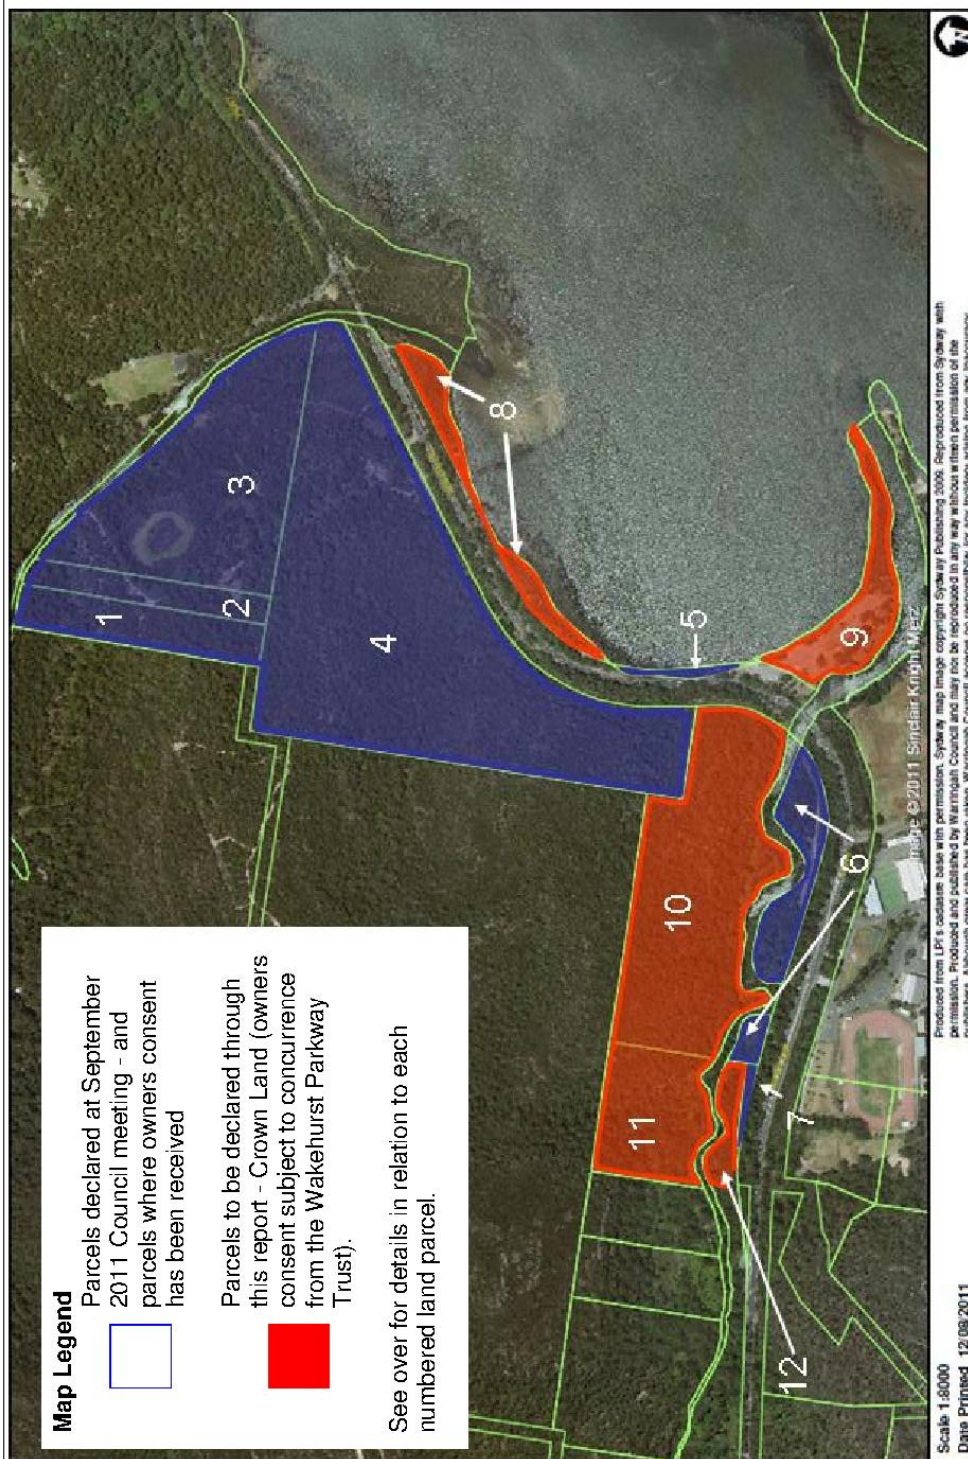 Map Legend
Parcels declared at September
2011 Council meeting - and
parcels where owners consent
has been received
Parcels to be declared through
this report - Crown Land (owners
consent subject to concurrence
from the Wakehurst Parkway
Trust).
See over for details in relation to each
numbered land parcel.
1
2
3
4
5
6
7
8
9
10
11
12
Image © 2011 Sinclair Knight Merz
N
Scale 1:8000
Date Printed 12/08/2011
Produced from LPI's cadastre base with permission. Sydway map image copyright Sydway Publishing 2009. Reproduced from Sydway with
permission. Produced and published by Warringah Council and may not be reproduced in any way without written permission of the